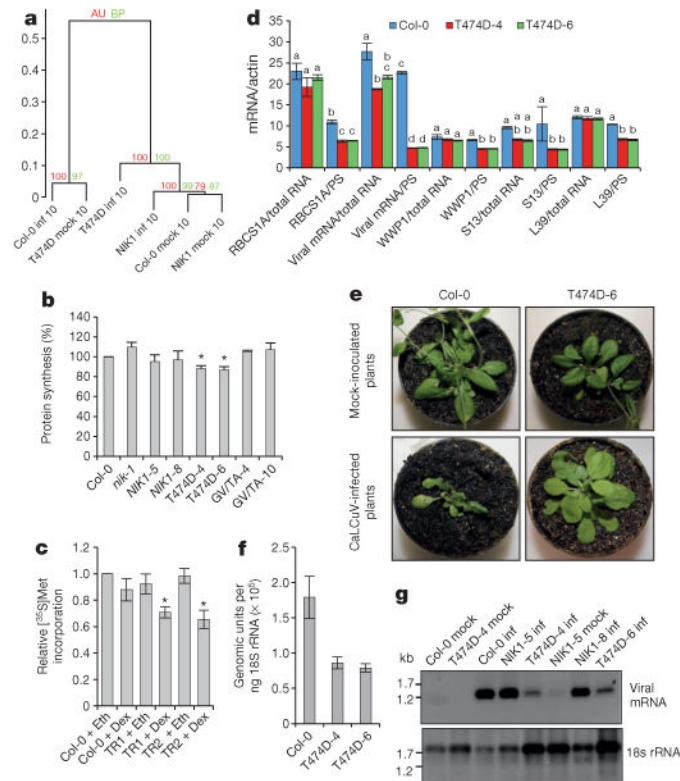 a
AU BP
0.5
0.4
0.3
0.2
0.1
0
100 97
100 100
100 99 79 87
Col-0 inf 10
T474D mock 10
T474D inf 10
NIK1 inf 10
Col-0 mock 10
NIK1 mock 10
d
Col-0 T474D-4 T474D-6
mRNA/actin
35
30
25
20
15
10
5
0
a a a
b c c
a b b c
a d d
a a a
a b b
a b b
a b b
a a a
a b b
RBCS1A/total RNA
RBCS1A/PS
Viral mRNA/total RNA
Viral mRNA/PS
WWP1/total RNA
WWP1/PS
S13/total RNA
S13/PS
L39/total RNA
L39/PS
b
Protein synthesis (%)
140
120
100
80
60
40
20
0
* *
Col-0
nik-1
NIK1-5
NIK1-8
T474D-4
T474D-6
GV/TA-4
GV/TA-10
e
Col-0 T474D-6
Mock-inoculated
plants
CaLCuV-infected
plants
c
Relative [35S]Met
incorporation
1.2
1.0
0.8
0.6
0.4
0.2
0
* *
Col-0 + Eth
Col-0 + Dex
TR1 + Eth
TR1 + Dex
TR2 + Eth
TR2 + Dex
f
Genomic units per
ng 18S rRNA (× 10⁵)
2.5
2.0
1.5
1.0
0.5
0
Col-0
T474D-4
T474D-6
g
Col-0 mock
T474D-4 mock
Col-0 inf
NIK1-5 inf
T474D-4 inf
NIK1-5 mock
NIK1-8 inf
T474D-6 inf
kb
1.7
1.2
Viral
mRNA
1.7
1.2
18s rRNA